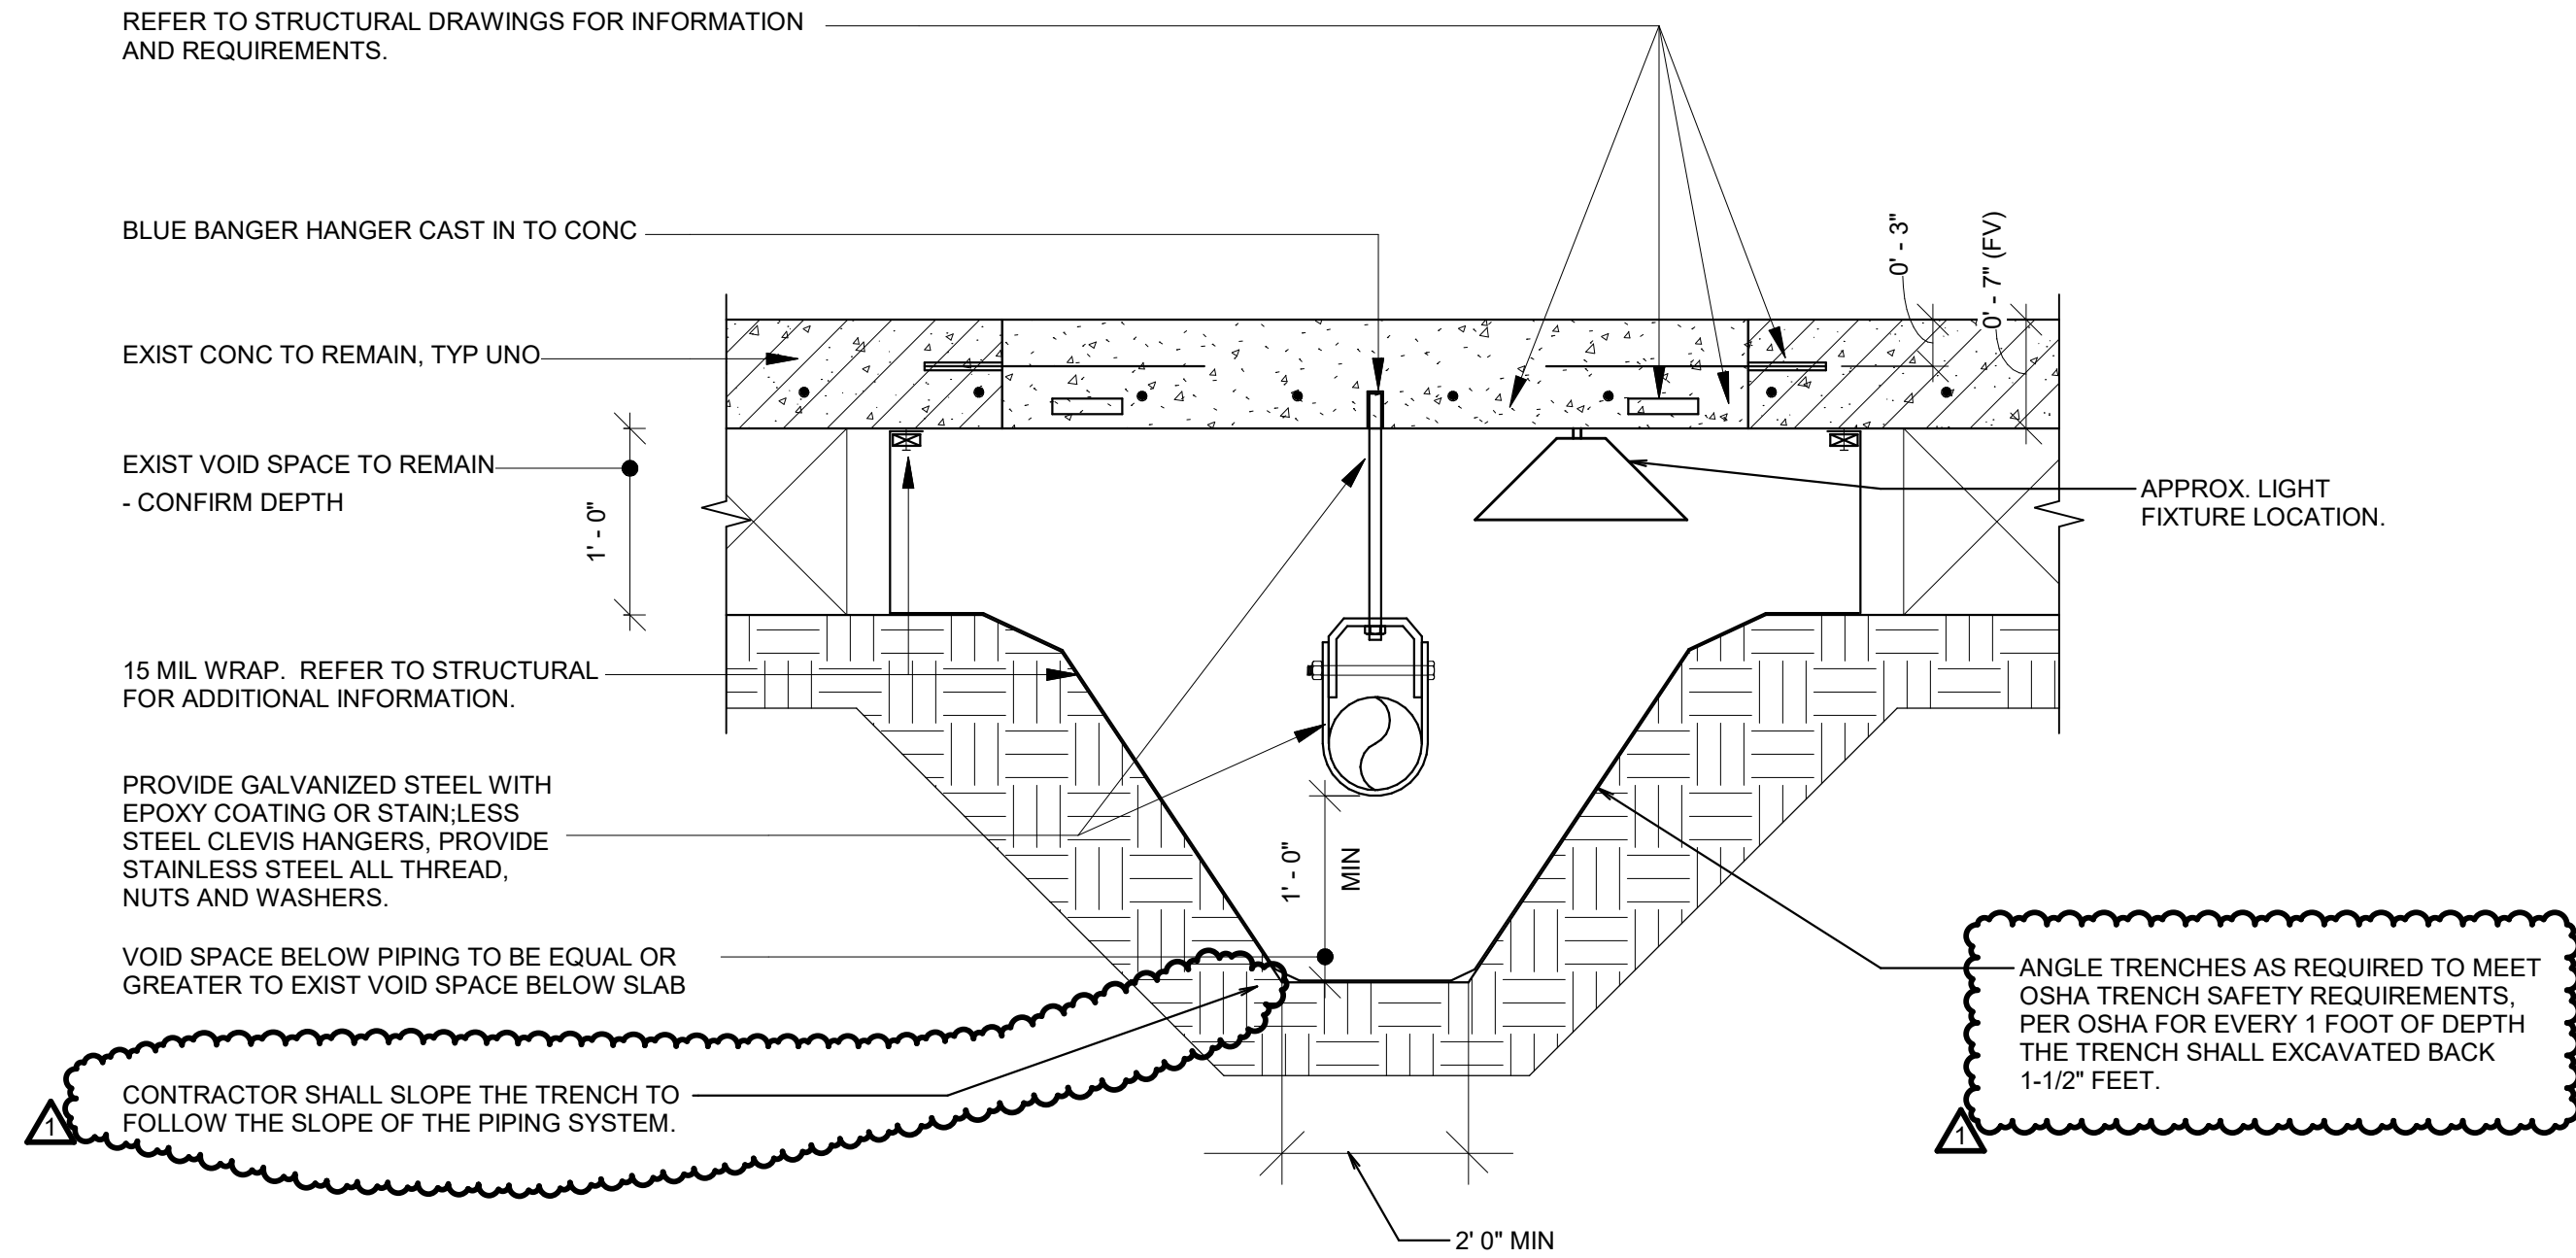 REFER TO STRUCTURAL DRAWINGS FOR INFORMATION
AND REQUIREMENTS.
BLUE BANGER HANGER CAST IN TO CONC
0' - 3"
0' - 7" (FV)
EXIST CONC TO REMAIN, TYP UNO
EXIST VOID SPACE TO REMAIN
- CONFIRM DEPTH
1' - 0"
APPROX. LIGHT
FIXTURE LOCATION.
15 MIL WRAP. REFER TO STRUCTURAL
FOR ADDITIONAL INFORMATION.
PROVIDE GALVANIZED STEEL WITH
EPOXY COATING OR STAIN;LESS
STEEL CLEVIS HANGERS, PROVIDE
STAINLESS STEEL ALL THREAD,
NUTS AND WASHERS.
1' - 0"
MIN
VOID SPACE BELOW PIPING TO BE EQUAL OR
GREATER TO EXIST VOID SPACE BELOW SLAB
ANGLE TRENCHES AS REQUIRED TO MEET
OSHA TRENCH SAFETY REQUIREMENTS,
PER OSHA FOR EVERY 1 FOOT OF DEPTH
THE TRENCH SHALL EXCAVATED BACK
1-1/2" FEET.
1
CONTRACTOR SHALL SLOPE THE TRENCH TO
FOLLOW THE SLOPE OF THE PIPING SYSTEM.
1
2' 0" MIN